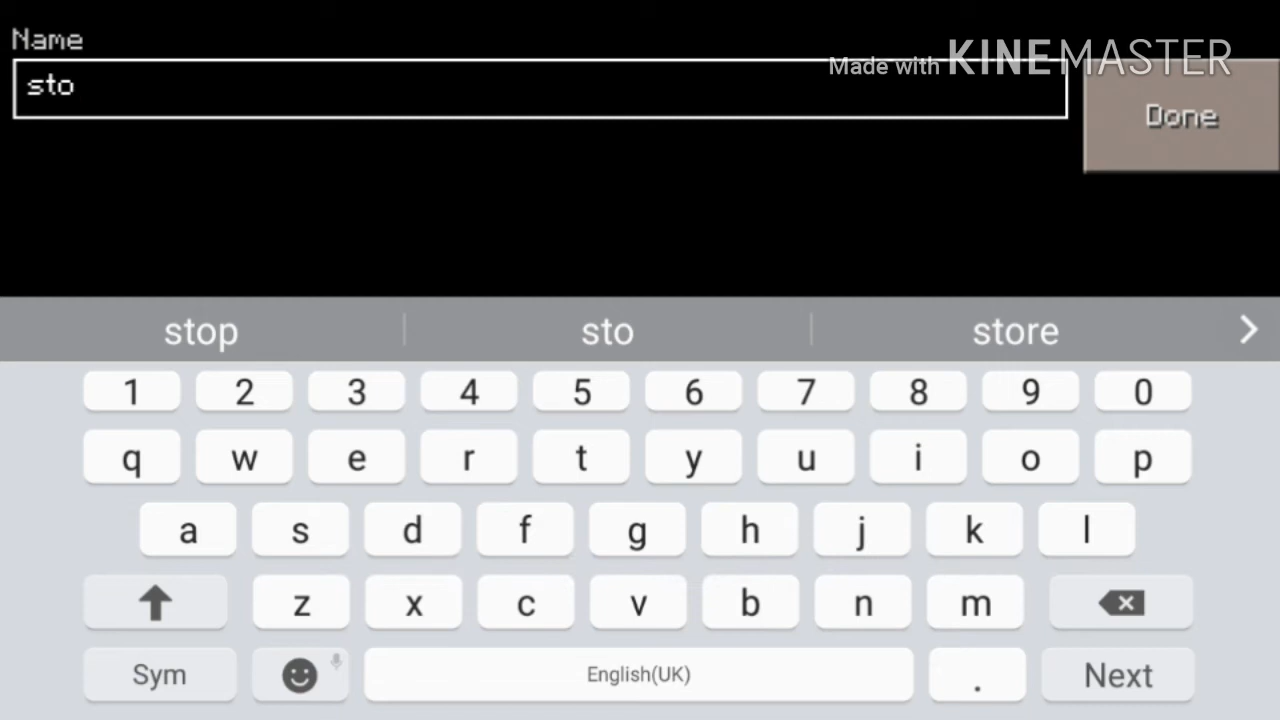 Name
Made with KINEMASTER
sto
Done
stop sto store
1 2 3 4 5 6 7 8 9 0
q w e r t y u i o p
a s d f g h j k l
z x c v b n m
Sym English(UK) . Next